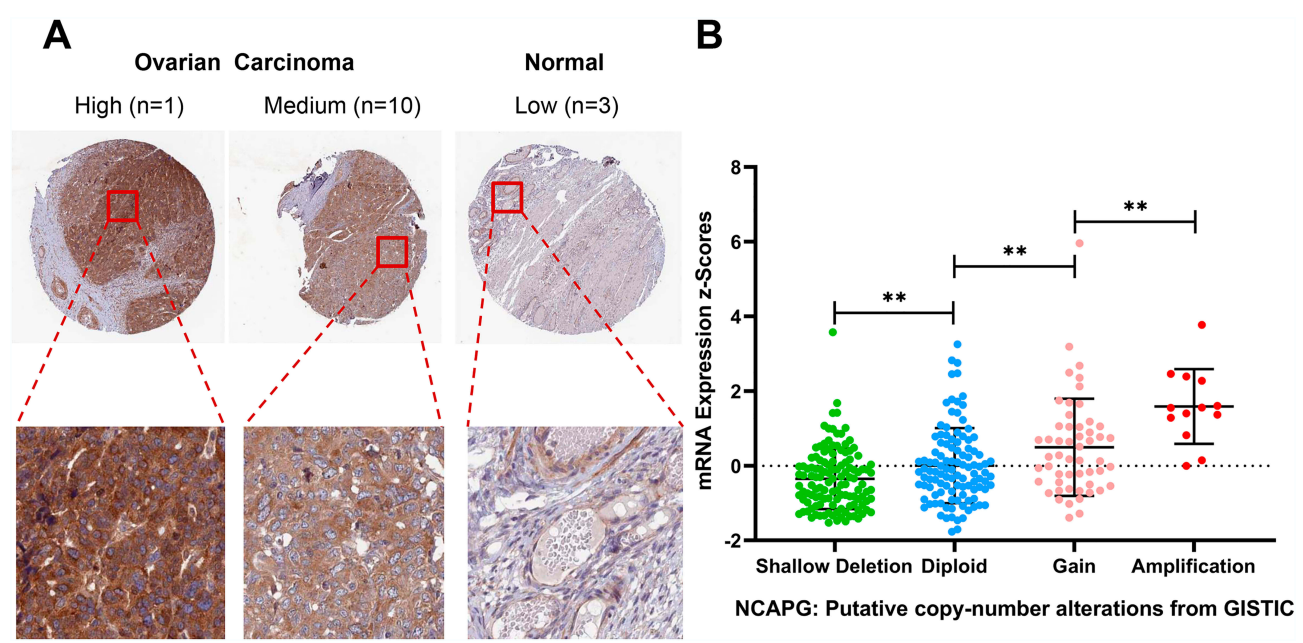 A
Ovarian Carcinoma
Normal
High (n=1)
Medium (n=10)
Low (n=3)
B
mRNA Expression z-Scores
8
6
4
2
0
-2
**
**
**
Shallow Deletion
Diploid
Gain
Amplification
NCAPG: Putative copy-number alterations from GISTIC